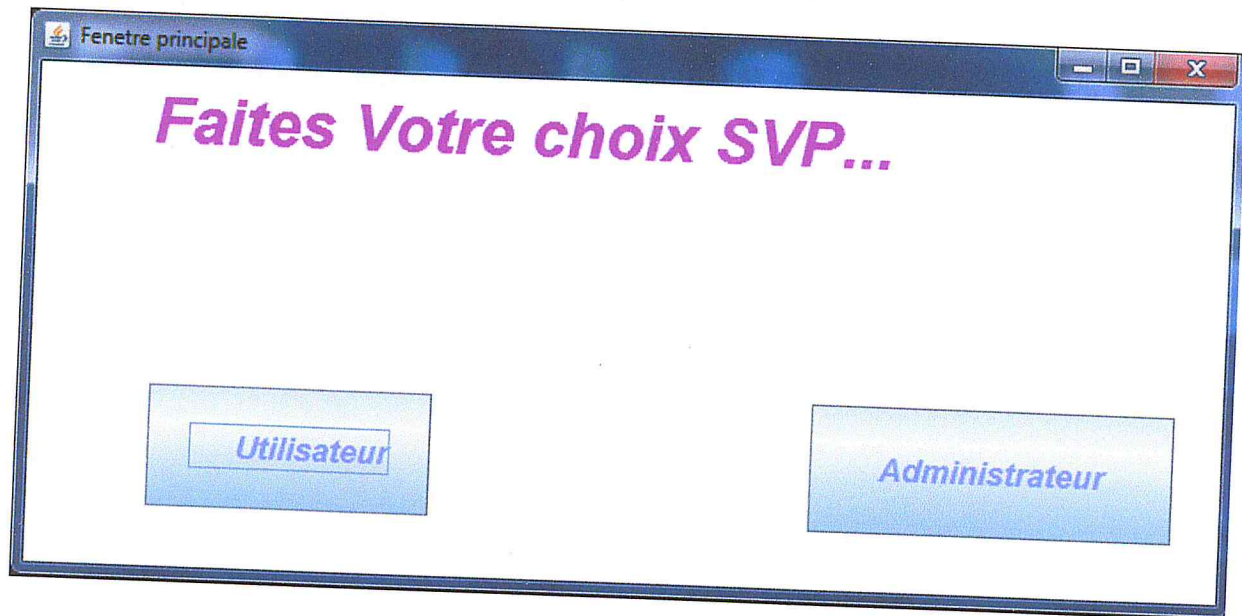 Fenetre principale
Faites Votre choix SVP...
Utilisateur
Administrateur